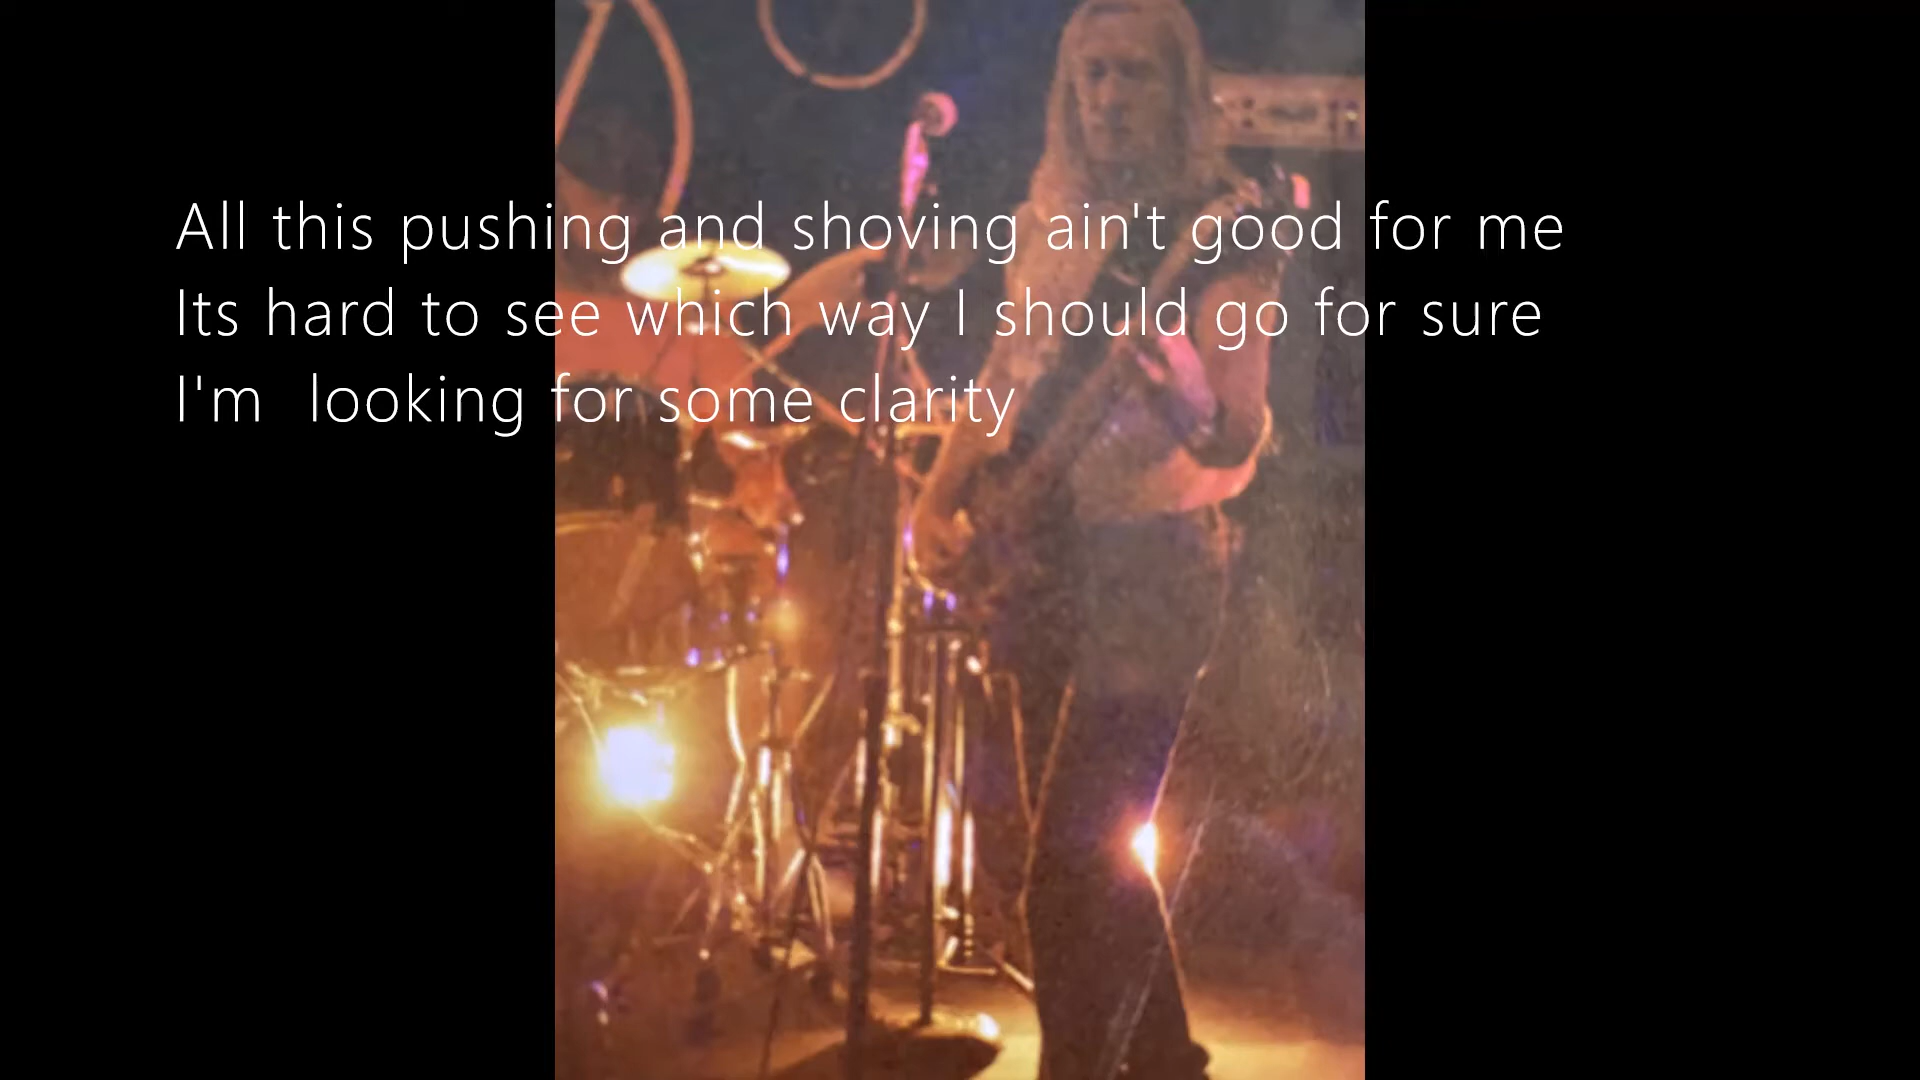 All this pushing and shoving ain't good for me
Its hard to see which way I should go for sure
I'm  looking for some clarity